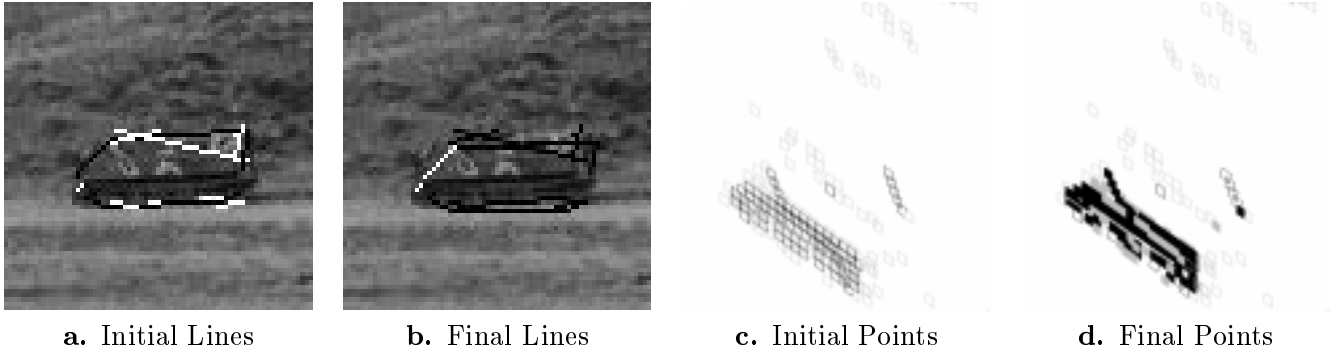 a. Initial Lines
b. Final Lines
c. Initial Points
d. Final Points